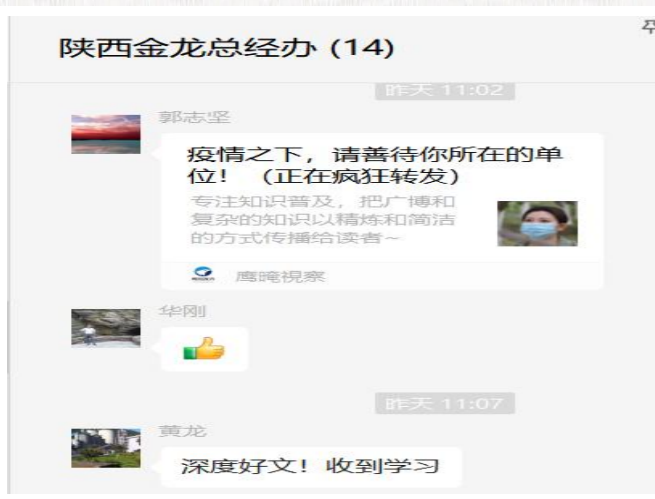 陕西金龙总经办 (14)
昨天 11:02
郭志坚
疫情之下，请善待你所在的单
位！（正在疯狂转发）
专注知识普及，把广博和
复杂的知识以精炼和简洁
的方式传播给读者~
鹰晻視察
华刚
昨天 11:07
黄龙
深度好文！收到学习